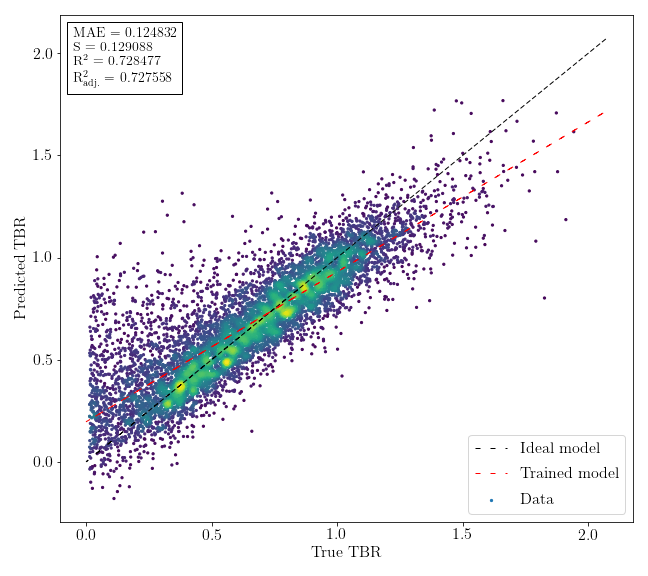 MAE = 0.124832
S = 0.129088
R² = 0.728477
R²adj. = 0.727558
2.0
1.5
1.0
0.5
0.0
Predicted TBR
0.0 0.5 1.0 1.5 2.0
True TBR
Ideal model
Trained model
Data